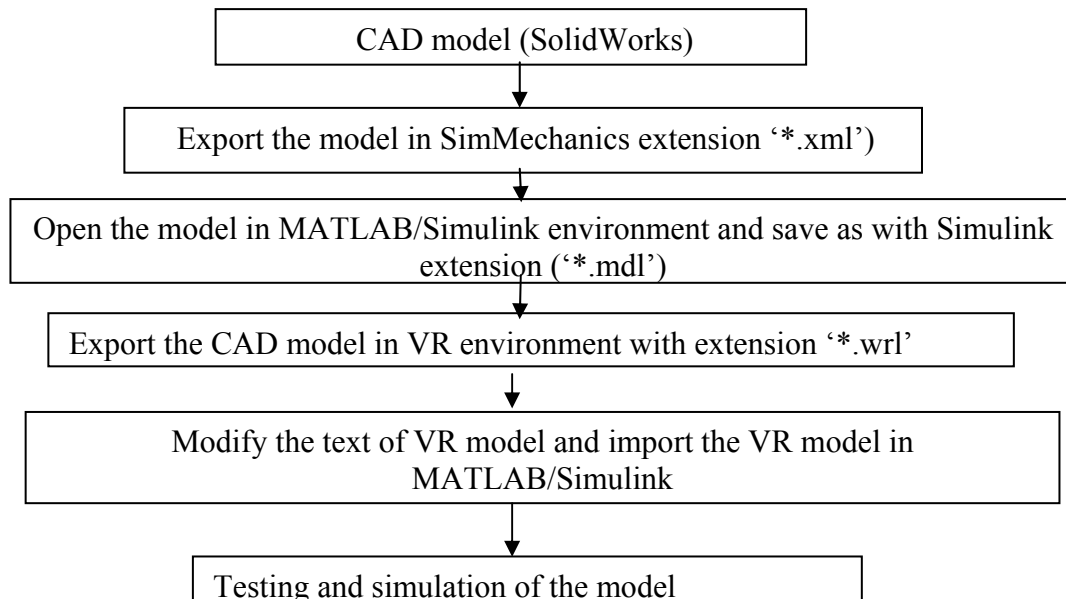 CAD model (SolidWorks)
Export the model in SimMechanics extension ‘*.xml’)
Open the model in MATLAB/Simulink environment and save as with Simulink
extension (‘*.mdl’)
Export the CAD model in VR environment with extension ‘*.wrl’
Modify the text of VR model and import the VR model in
MATLAB/Simulink
Testing and simulation of the model